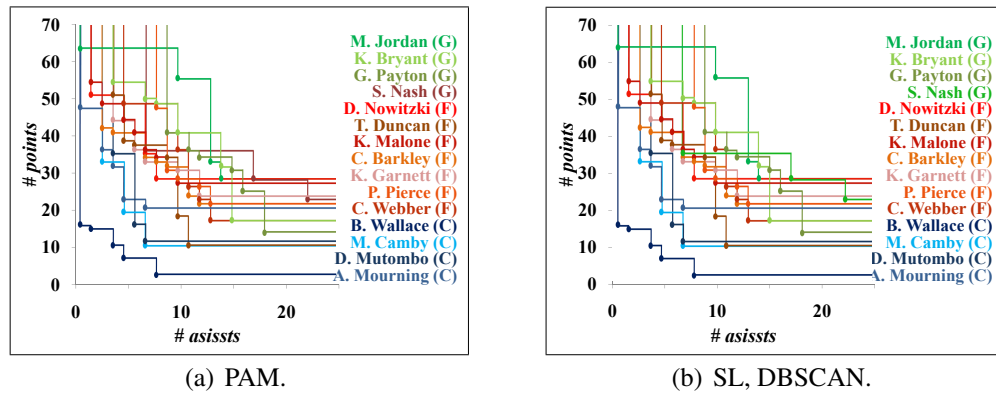 70
60
50
40
30
20
10
0
# points
M. Jordan (G)
K. Bryant (G)
G. Payton (G)
S. Nash (G)
D. Nowitzki (F)
T. Duncan (F)
K. Malone (F)
C. Barkley (F)
K. Garnett (F)
P. Pierce (F)
C. Webber (F)
B. Wallace (C)
M. Camby (C)
D. Mutombo (C)
A. Mourning (C)
0 10 20
# asissts
(a) PAM.
70
60
50
40
30
20
10
0
# points
M. Jordan (G)
K. Bryant (G)
G. Payton (G)
S. Nash (G)
D. Nowitzki (F)
T. Duncan (F)
K. Malone (F)
C. Barkley (F)
K. Garnett (F)
P. Pierce (F)
C. Webber (F)
B. Wallace (C)
M. Camby (C)
D. Mutombo (C)
A. Mourning (C)
0 10 20
# asissts
(b) SL, DBSCAN.